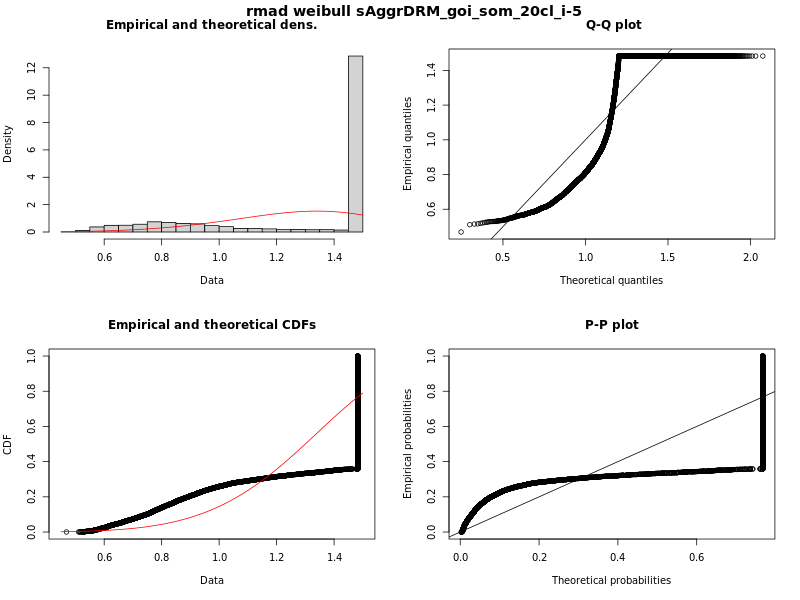 rmad weibull sAggrDRM_goi_som_20cl_i-5
Empirical and theoretical dens.
Density
0 2 4 6 8 10 12
0.6 0.8 1.0 1.2 1.4
Data
Q-Q plot
Empirical quantiles
0.6 0.8 1.0 1.2 1.4
0.5 1.0 1.5 2.0
Theoretical quantiles
Empirical and theoretical CDFs
CDF
0.0 0.2 0.4 0.6 0.8 1.0
0.6 0.8 1.0 1.2 1.4
Data
P-P plot
Empirical probabilities
0.0 0.2 0.4 0.6 0.8 1.0
0.0 0.2 0.4 0.6
Theoretical probabilities